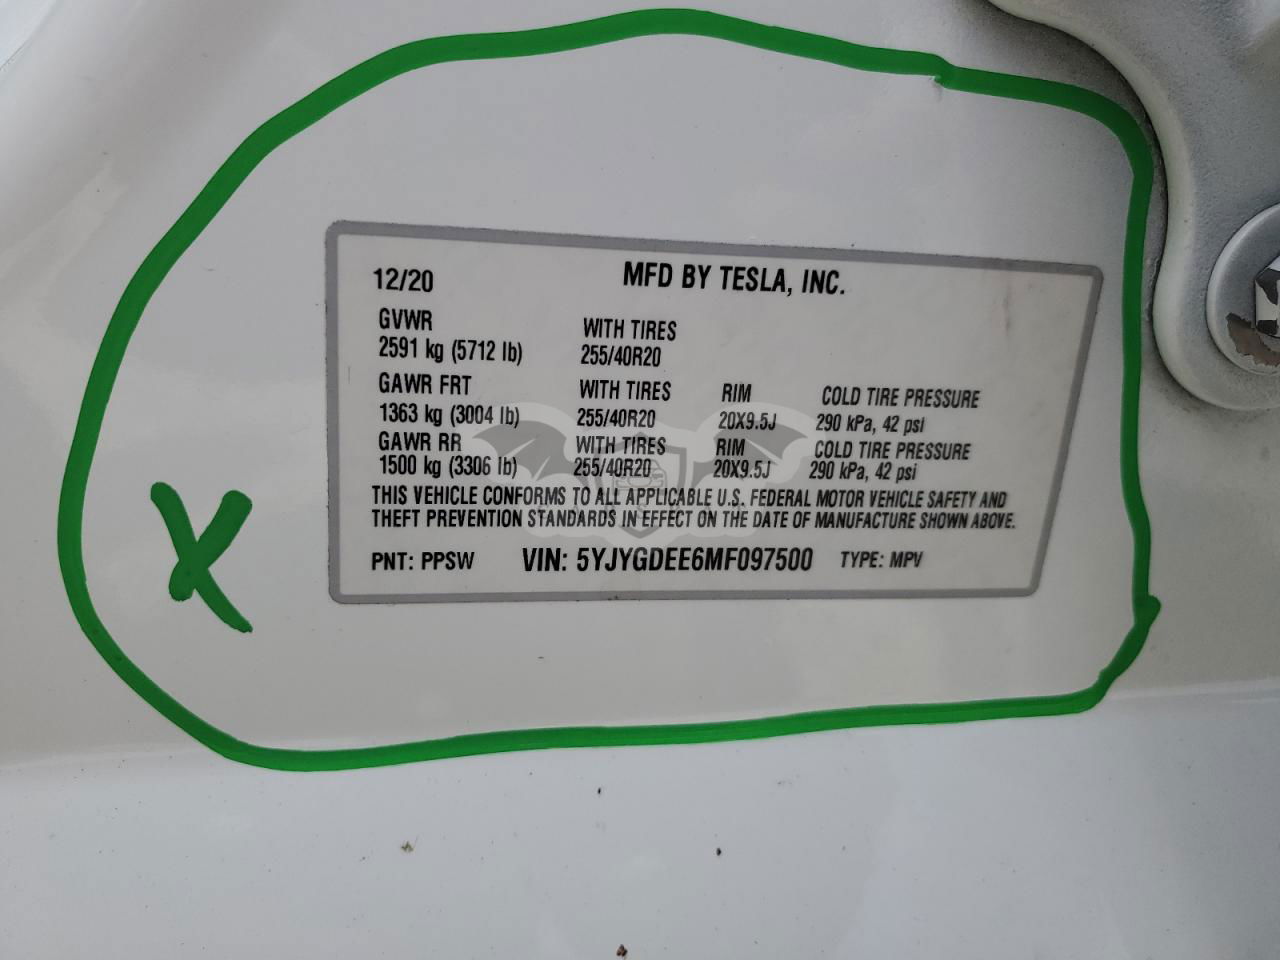 12/20 MFD BY TESLA, INC.
GVWR WITH TIRES
2591 kg (5712 lb) 255/40R20
GAWR FRT WITH TIRES RIM COLD TIRE PRESSURE
1363 kg (3004 lb) 255/40R20 20X9.5J 290 kPa, 42 psi
GAWR RR WITH TIRES RIM COLD TIRE PRESSURE
1500 kg (3306 lb) 255/40R20 20X9.5J 290 kPa, 42 psi
THIS VEHICLE CONFORMS TO ALL APPLICABLE U.S. FEDERAL MOTOR VEHICLE SAFETY AND
THEFT PREVENTION STANDARDS IN EFFECT ON THE DATE OF MANUFACTURE SHOWN ABOVE.
PNT: PPSW VIN: 5YJYGDEE6MF097500 TYPE: MPV
X